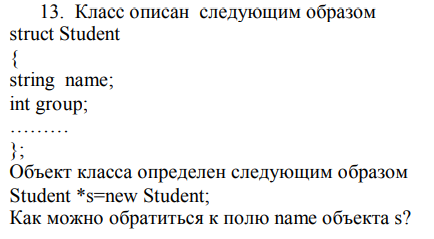 13. Класс описан следующим образом
struct Student
{
string name;
int group;
………
};
Объект класса определен следующим образом
Student *s=new Student;
Как можно обратиться к полю name объекта s?